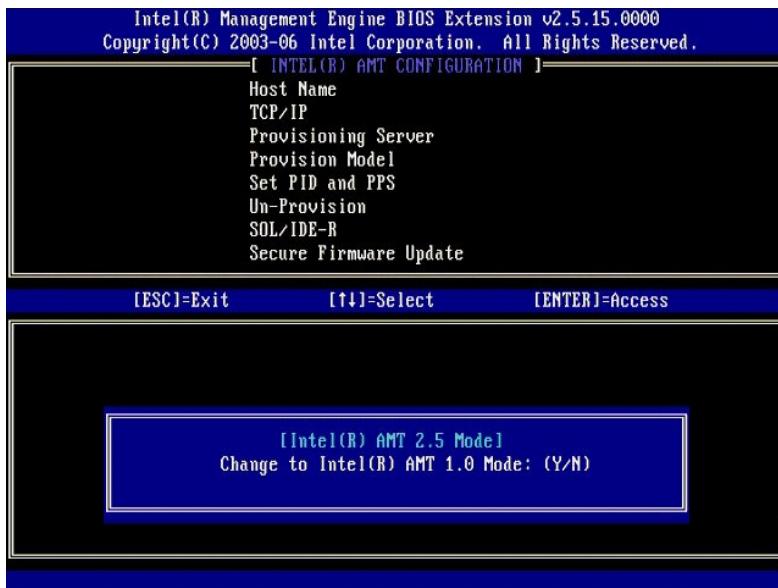 Intel(R) Management Engine BIOS Extension v2.5.15.0000
Copyright(C) 2003-06 Intel Corporation. All Rights Reserved.
[ INTEL(R) AMT CONFIGURATION ]
Host Name
TCP/IP
Provisioning Server
Provision Model
Set PID and PPS
Un-Provision
SOL/IDE-R
Secure Firmware Update
[ESC]=Exit [↑↓]=Select [ENTER]=Access
[Intel(R) AMT 2.5 Mode]
Change to Intel(R) AMT 1.0 Mode: (Y/N)